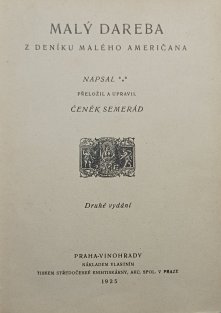 MALÝ DAREBA
Z DENÍKU MALÉHO AMERIČANA
NAPSAL ***
PŘELOŽIL A UPRAVIL
ČENĚK SEMERÁD
Druhé vydání
PRAHA-VINOHRADY
NÁKLADEM VLASTNÍM
TISKEM STŘEDOČESKÉ KNIHTISKÁRNY, AKC. SPOL. V PRAZE
1925